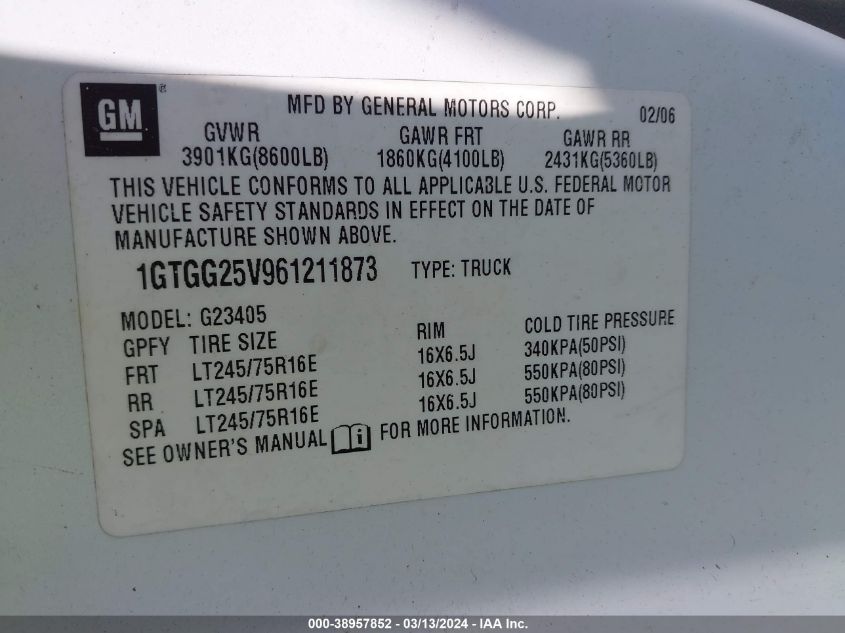 GM®
MFD BY GENERAL MOTORS CORP. 02/06
GVWR GAWR FRT GAWR RR
3901KG(8600LB) 1860KG(4100LB) 2431KG(5360LB)
THIS VEHICLE CONFORMS TO ALL APPLICABLE U.S. FEDERAL MOTOR
VEHICLE SAFETY STANDARDS IN EFFECT ON THE DATE OF
MANUFACTURE SHOWN ABOVE.
1GTGG25V961211873 TYPE: TRUCK
MODEL: G23405
GPFY TIRE SIZE RIM COLD TIRE PRESSURE
FRT LT245/75R16E 16X6.5J 340KPA(50PSI)
RR LT245/75R16E 16X6.5J 550KPA(80PSI)
SPA LT245/75R16E 16X6.5J 550KPA(80PSI)
SEE OWNER'S MANUAL i FOR MORE INFORMATION.
000-38957852 - 03/13/2024 - IAA Inc.